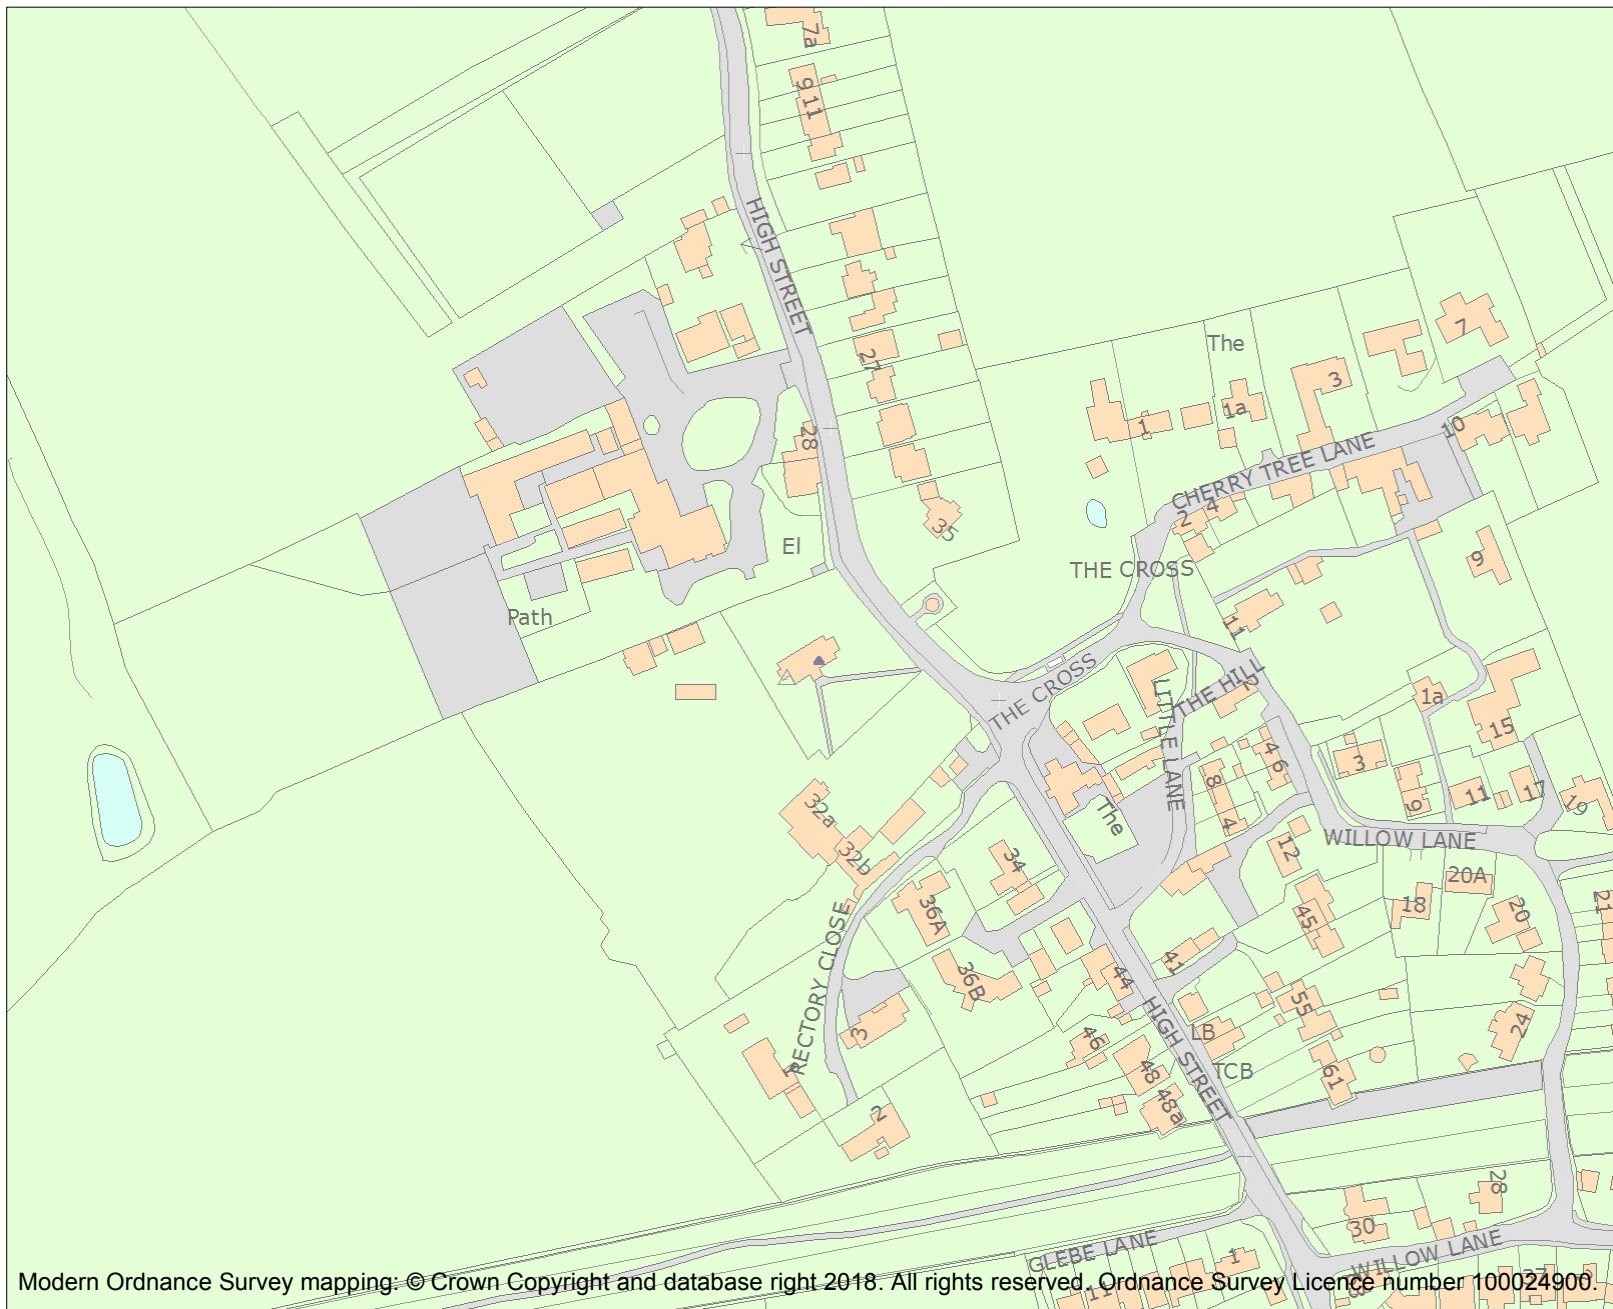 7a
9 11
HIGH STREET
27
28
35
El
Path
The
7
3
1a
1
10
CHERRY TREE LANE
2 4
THE CROSS
9
11
THE CROSS
THE HILL
2
LITTLE LANE
1a
15
4 6
3
8
4
9
11
17
19
The
32a
32b
WILLOW LANE
12
34
20A
18
20
21
36A
45
RECTORY CLOSE
36B
41
44
HIGH STREET
55
24
3
46
LB
TCB
1
48
48a
61
2
28
30
GLEBE LANE
1
WILLOW LANE
11
Modern Ordnance Survey mapping: © Crown Copyright and database right 2018. All rights reserved. Ordnance Survey Licence number 100024900.